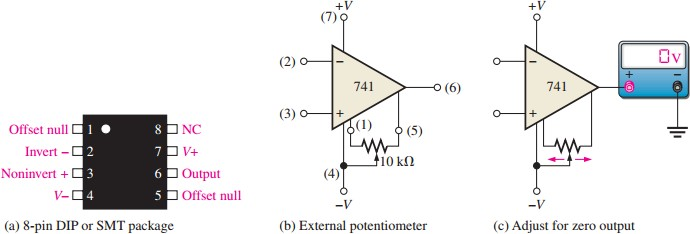 Offset null 1 8 NC
Invert – 2 7 V+
Noninvert + 3 6 Output
V– 4 5 Offset null
(a) 8-pin DIP or SMT package
+V
(7)
(2)
–
741
(6)
(3)
+
(1)
(5)
10 kΩ
(4)
–V
(b) External potentiometer
+V
–
741
+
0V
+
–
–V
(c) Adjust for zero output